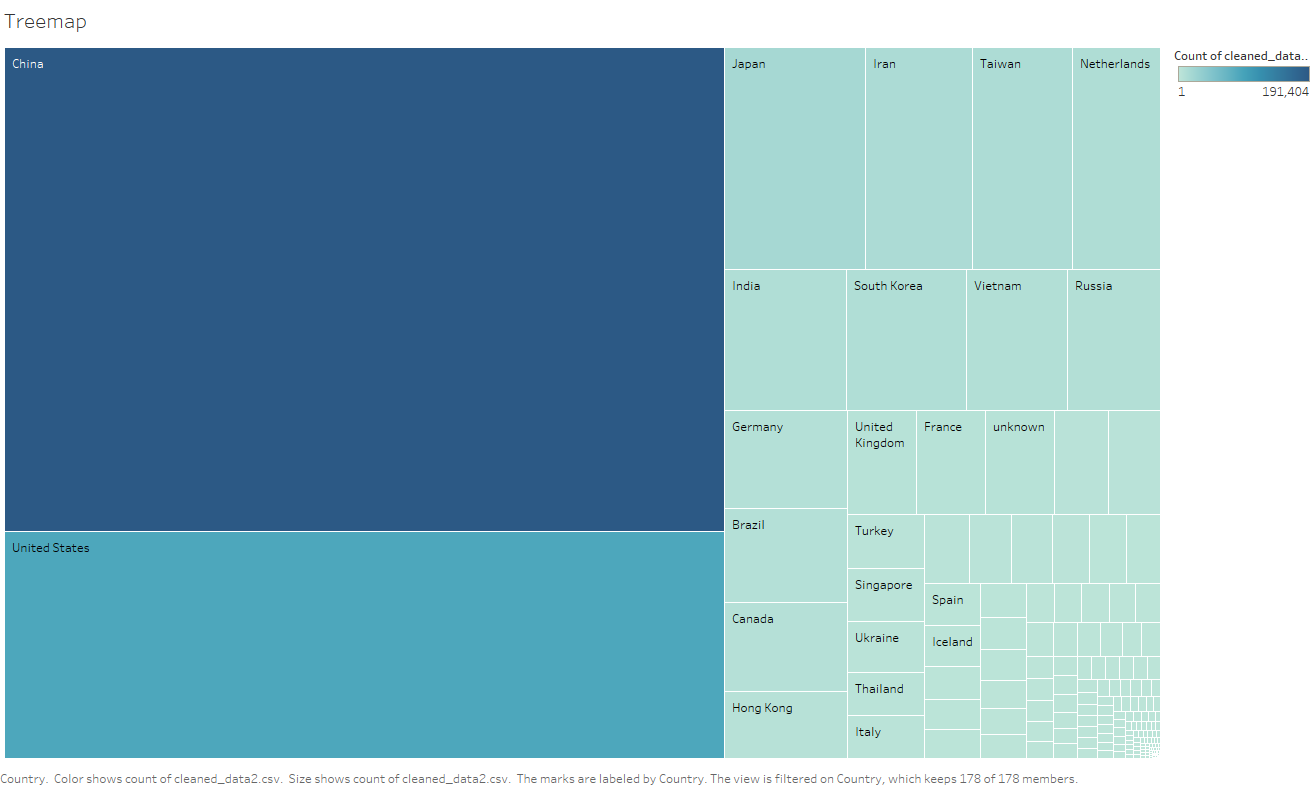 Treemap
China
Japan
Iran
Taiwan
Netherlands
Count of cleaned_data..
1
191,404
India
South Korea
Vietnam
Russia
Germany
United
Kingdom
France
unknown
Brazil
Turkey
United States
Singapore
Spain
Canada
Ukraine
Iceland
Thailand
Hong Kong
Italy
Country.  Color shows count of cleaned_data2.csv.  Size shows count of cleaned_data2.csv.  The marks are labeled by Country. The view is filtered on Country, which keeps 178 of 178 members.